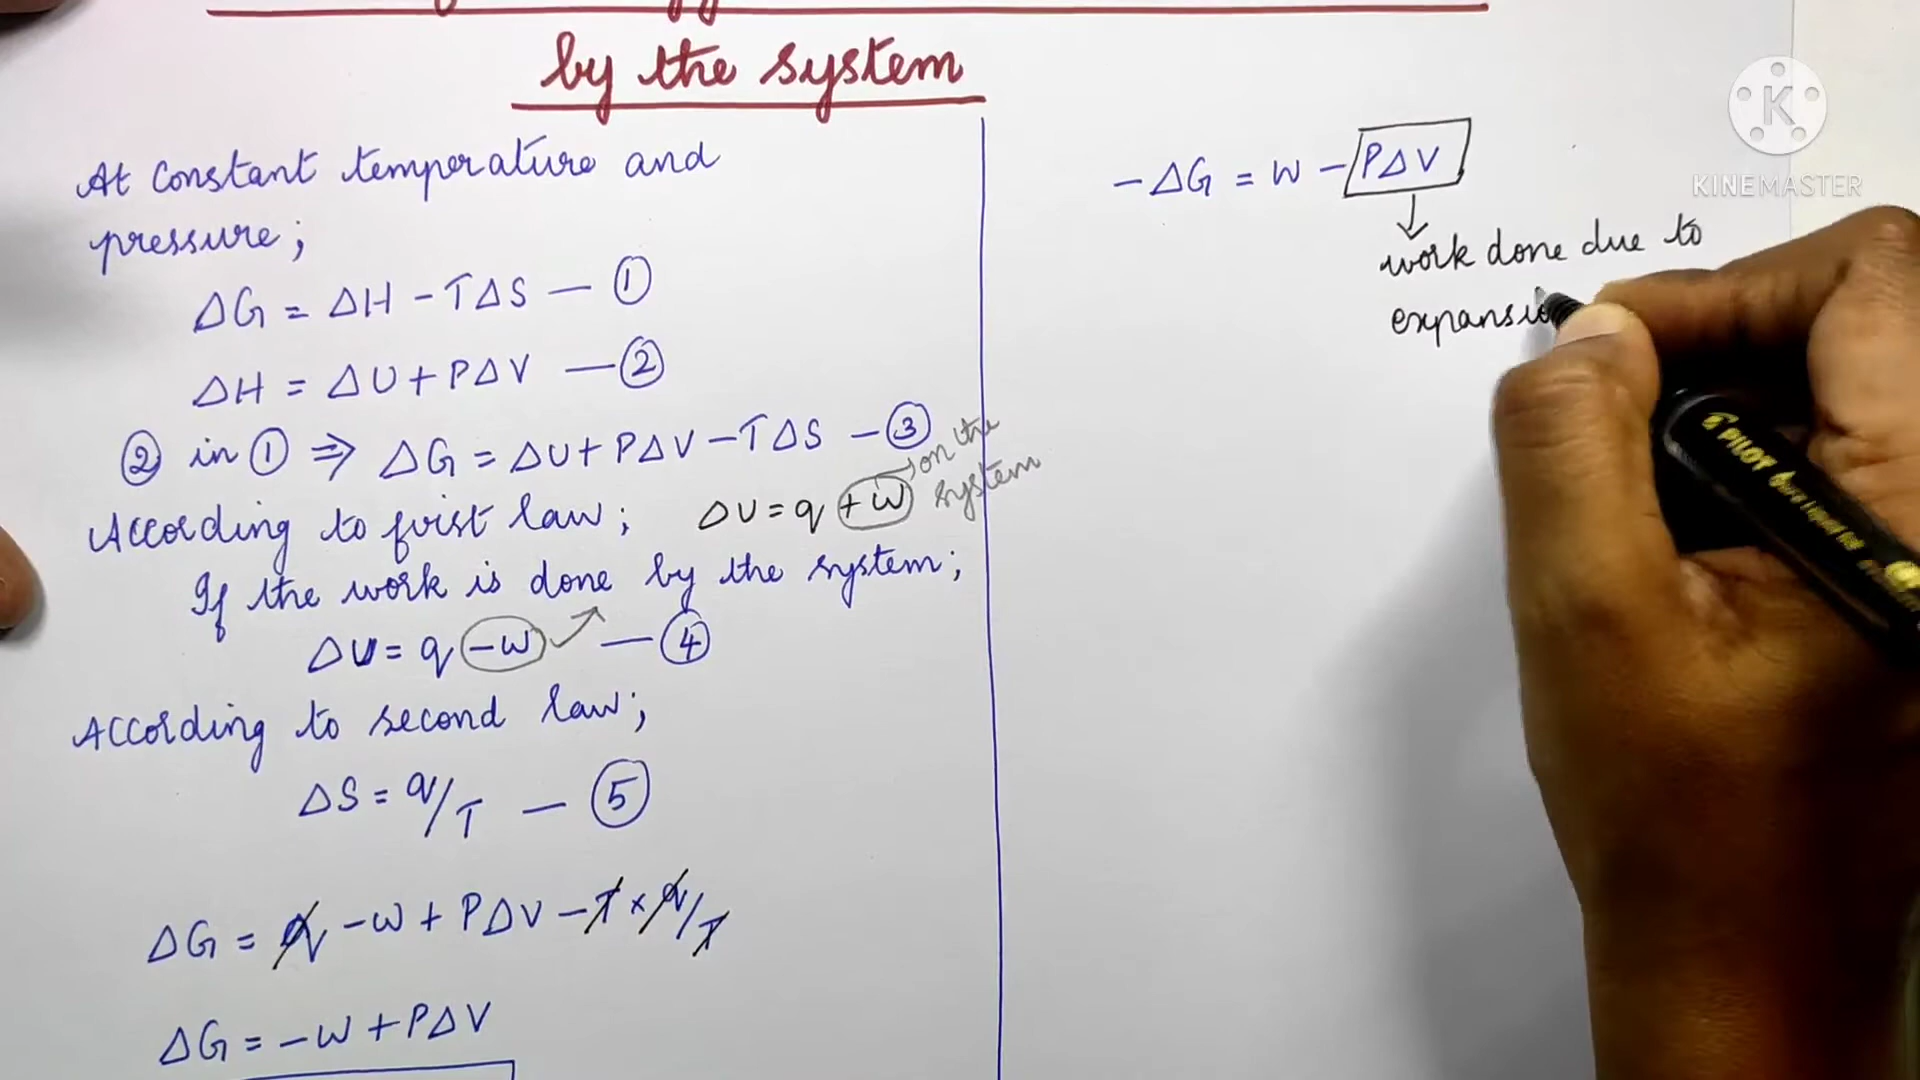 by the system
At constant temperature and
pressure;
ΔG = ΔH - TΔS — ①
ΔH = ΔU + PΔV — ②
② in ① ⇒ ΔG = ΔU + PΔV - TΔS — ③
According to first law; ΔU = q + w → on the
system
If the work is done by the system;
ΔU = q - w — ④
According to second law;
ΔS = q/T — ⑤
ΔG = q - w + PΔV - T × q/T
ΔG = -w + PΔV
-ΔG = w - PΔV
work done due to
expansio
K
KINEMASTER
PILOT